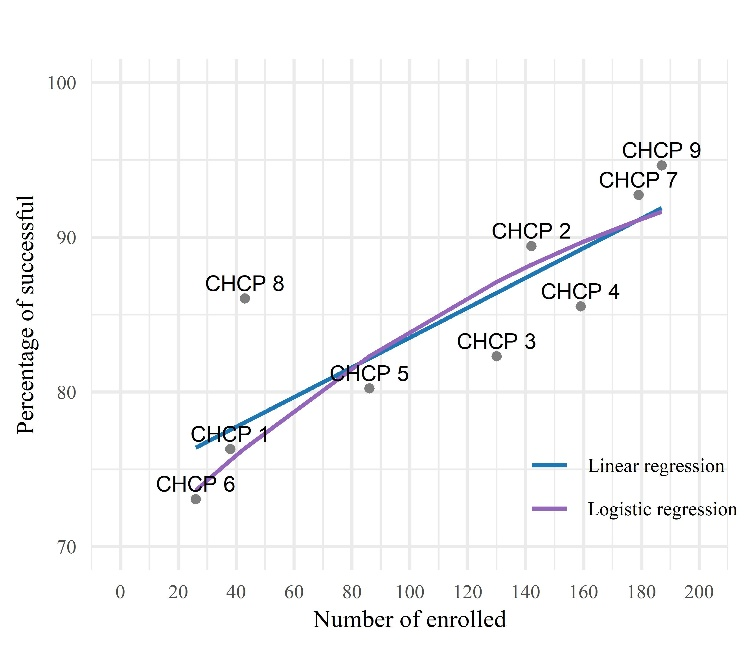 100
90
80
70
Percentage of successful
CHCP 9
CHCP 7
CHCP 2
CHCP 8
CHCP 4
CHCP 3
CHCP 5
CHCP 1
CHCP 6
Linear regression
Logistic regression
0 20 40 60 80 100 120 140 160 180 200
Number of enrolled